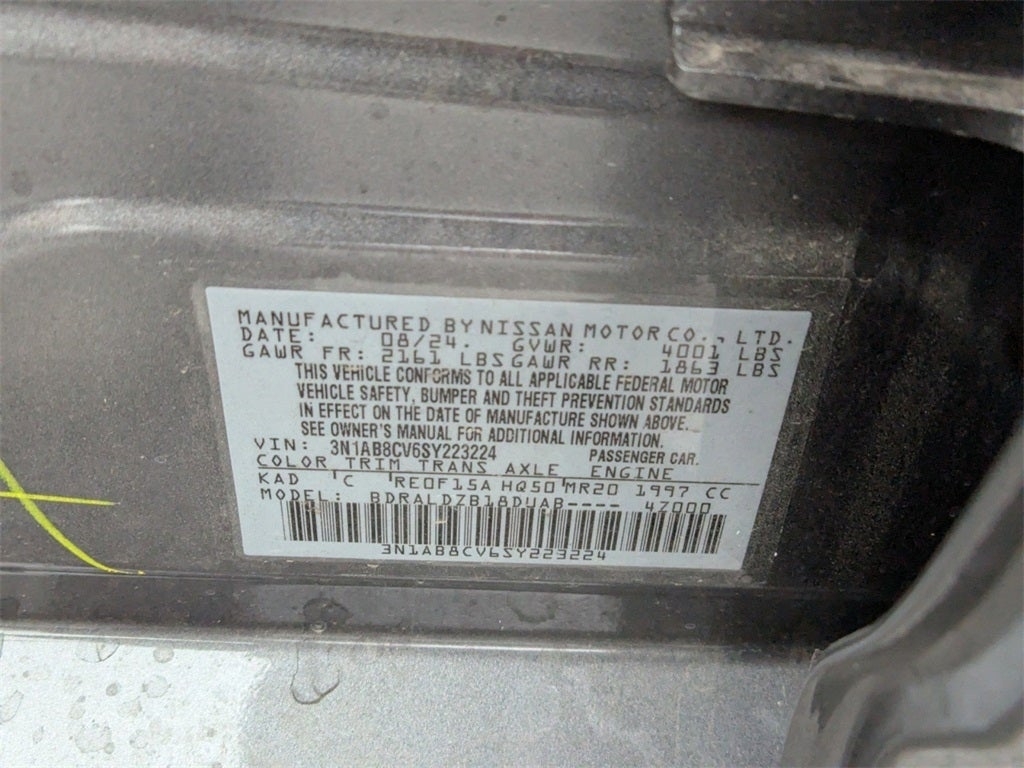 MANUFACTURED BY NISSAN MOTOR CO., LTD.
DATE: 08/24. GVWR: 4001 LBS
GAWR FR: 2161 LBS GAWR RR: 1863 LBS
THIS VEHICLE CONFORMS TO ALL APPLICABLE FEDERAL MOTOR
VEHICLE SAFETY, BUMPER AND THEFT PREVENTION STANDARDS
IN EFFECT ON THE DATE OF MANUFACTURE SHOWN ABOVE.
SEE OWNER'S MANUAL FOR ADDITIONAL INFORMATION.
VIN: 3N1AB8CV6SY223224 PASSENGER CAR.
COLOR TRIM TRANS AXLE ENGINE
KAD 'C 'RE0F15A HQ50 'MR20 1997 CC
MODEL: BDRALDZB18DUAB---- 4Z000
3N1AB8CV6SY223224